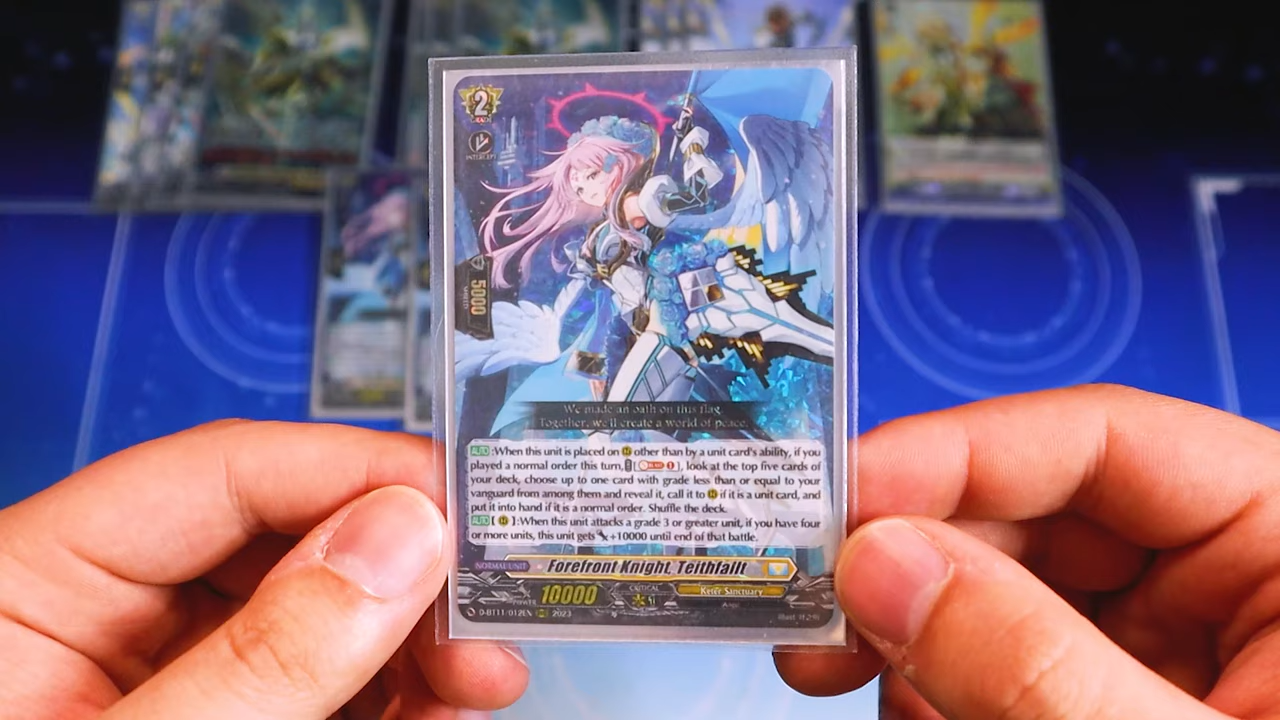 2
INTERCEPT
5000
SHIELD
We made an oath on this flag.
Together, we'll create a world of peace.
AUTO :When this unit is placed on other than by a unit card's ability, if you
played a normal order this turn, [ BLAST 1 ], look at the top five cards of
your deck, choose up to one card with grade less than or equal to your
vanguard from among them and reveal it, call it to if it is a unit card, and
put it into hand if it is a normal order. Shuffle the deck.
AUTO [ ]:When this unit attacks a grade 3 or greater unit, if you have four
or more units, this unit gets +10000 until end of that battle.
NORMAL UNIT
Forefront Knight, Teithfallt
POWER 10000
CRITICAL
1
Keter Sanctuary
Angel
D-BT11/012EN RRR 2023